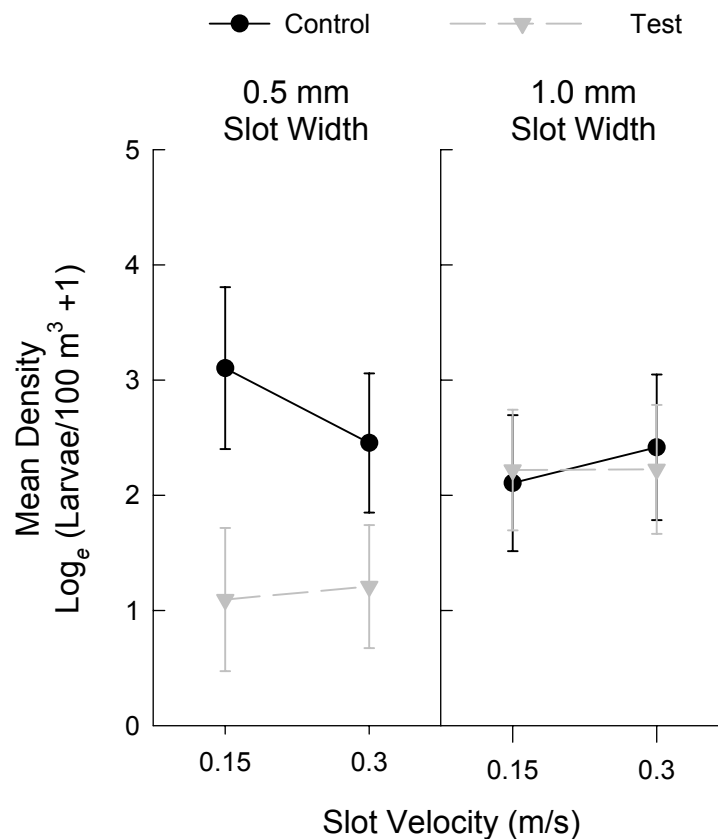 Control Test
0.5 mm
Slot Width
1.0 mm
Slot Width
Mean Density
Logₑ (Larvae/100 m³ +1)
5
4
3
2
1
0
0.15 0.3 0.15 0.3
Slot Velocity (m/s)